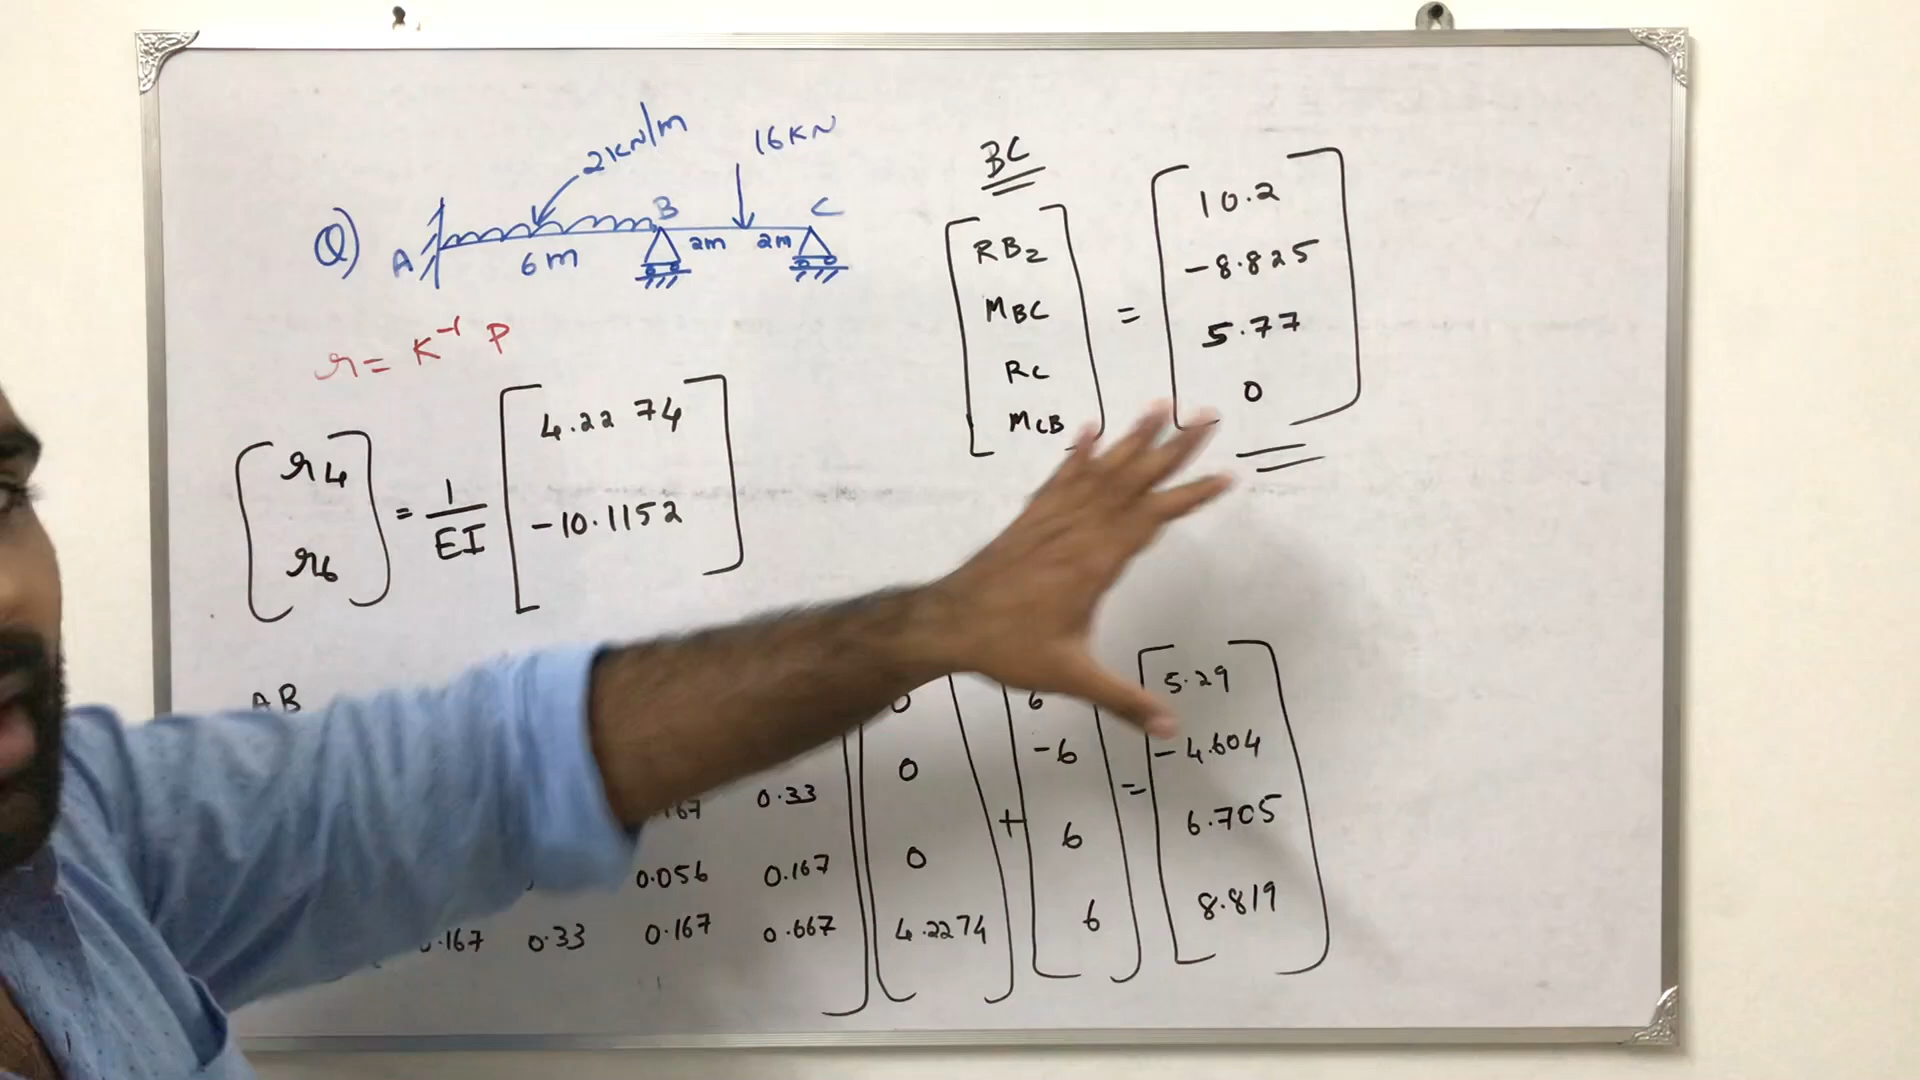 2KN/m
16KN
Q)
A
B
C
6m
2m
2m
r = K⁻¹ P
r4
r6
= 1/EI
4.2274
-10.1152
BC
RB2
MBC
RC
MCB
=
10.2
-8.825
5.77
0
AB
0.33
0.056 0.167
0.167 0.33 0.167 0.667
0
0
0
4.2274
+
6
-6
6
6
=
5.29
-4.604
6.705
8.819